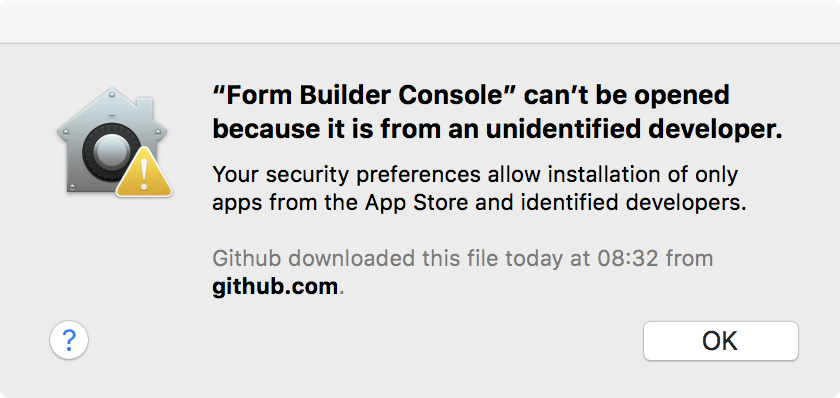 “Form Builder Console” can’t be opened
because it is from an unidentified developer.
Your security preferences allow installation of only
apps from the App Store and identified developers.
Github downloaded this file today at 08:32 from
github.com.
?
OK